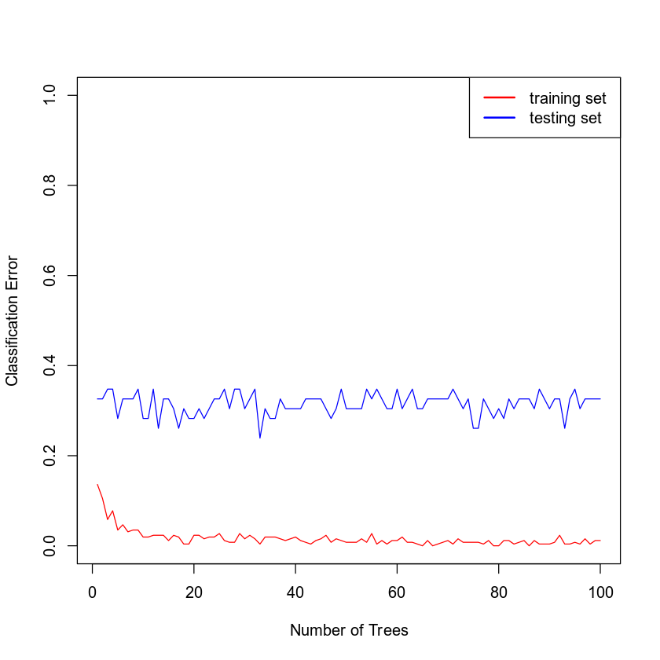 training set
testing set
Classification Error
1.0
0.8
0.6
0.4
0.2
0.0
0 20 40 60 80 100
Number of Trees